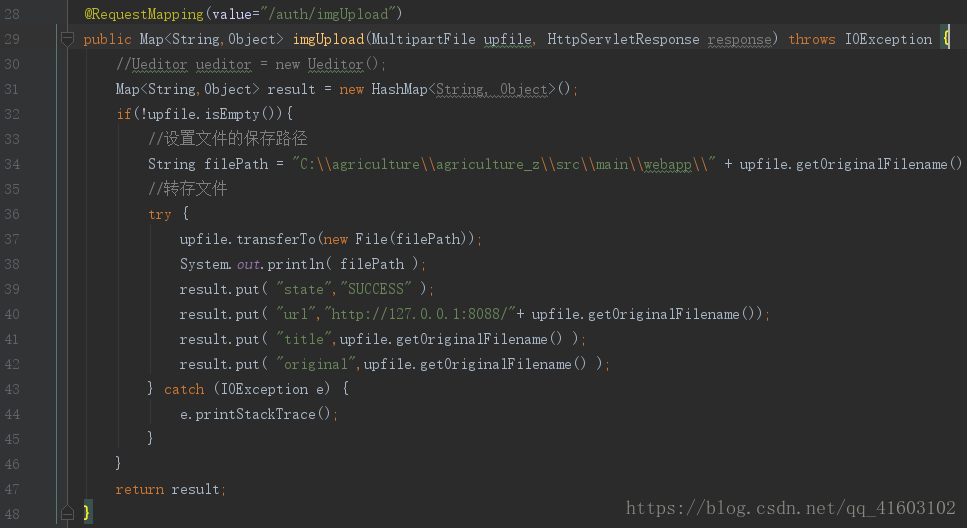 28 @RequestMapping(value="/auth/imgUpload")
29 public Map<String,Object> imgUpload(MultipartFile upfile, HttpServletResponse response) throws IOException {
30 //Ueditor ueditor = new Ueditor();
31 Map<String,Object> result = new HashMap<String, Object>();
32 if(!upfile.isEmpty()){
33 //设置文件的保存路径
34 String filePath = "C:\\agriculture\\agriculture_z\\src\\main\\webapp\\" + upfile.getOriginalFilename()
35 //转存文件
36 try {
37 upfile.transferTo(new File(filePath));
38 System.out.println( filePath );
39 result.put( "state","SUCCESS" );
40 result.put( "url","http://127.0.0.1:8088/"+ upfile.getOriginalFilename());
41 result.put( "title",upfile.getOriginalFilename() );
42 result.put( "original",upfile.getOriginalFilename() );
43 } catch (IOException e) {
44 e.printStackTrace();
45 }
46 }
47 return result;
48 }
https://blog.csdn.net/qq_41603102